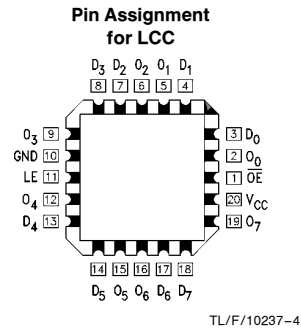 Pin Assignment
for LCC
D3 D2 O2 O1 D1
8 7 6 5 4
O3 9
GND 10
LE 11
O4 12
D4 13
3 D0
2 O0
1 O̅E̅
20 VCC
19 O7
14 15 16 17 18
D5 O5 O6 D6 D7
TL/F/10237–4